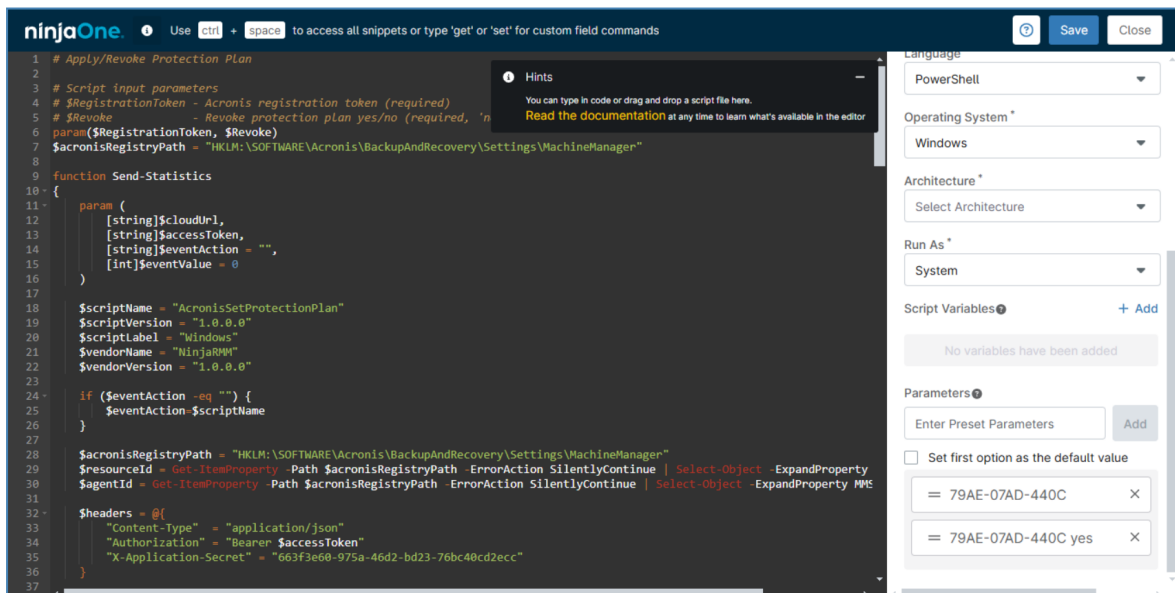 ninjaOne.
Use ctrl + space to access all snippets or type 'get' or 'set' for custom field commands
Save
Close
1 # Apply/Revoke Protection Plan
2
3 # Script input parameters
4 # $RegistrationToken - Acronis registration token (required)
5 # $Revoke - Revoke protection plan yes/no (required, 'n
6 param($RegistrationToken, $Revoke)
7 $acronisRegistryPath = "HKLM:\SOFTWARE\Acronis\BackupAndRecovery\Settings\MachineManager"
8
9 function Send-Statistics
10 {
11 param (
12 [string]$cloudUrl,
13 [string]$accessToken,
14 [string]$eventAction = "",
15 [int]$eventValue = 0
16 )
17
18 $scriptName = "AcronisSetProtectionPlan"
19 $scriptVersion = "1.0.0.0"
20 $scriptLabel = "Windows"
21 $vendorName = "NinjaRMM"
22 $vendorVersion = "1.0.0.0"
23
24 if ($eventAction -eq "") {
25 $eventAction=$scriptName
26 }
27
28 $acronisRegistryPath = "HKLM:\SOFTWARE\Acronis\BackupAndRecovery\Settings\MachineManager"
29 $resourceId = Get-ItemProperty -Path $acronisRegistryPath -ErrorAction SilentlyContinue | Select-Object -ExpandProperty
30 $agentId = Get-ItemProperty -Path $acronisRegistryPath -ErrorAction SilentlyContinue | Select-Object -ExpandProperty MMS
31
32 $headers = @{
33 "Content-Type" = "application/json"
34 "Authorization" = "Bearer $accessToken"
35 "X-Application-Secret" = "663f3e60-975a-46d2-bd23-76bc40cd2ecc"
36 }
37
Hints
You can type in code or drag and drop a script file here.
Read the documentation at any time to learn what's available in the editor
Language
PowerShell
Operating System *
Windows
Architecture *
Select Architecture
Run As *
System
Script Variables
+ Add
No variables have been added
Parameters
Enter Preset Parameters
Add
Set first option as the default value
79AE-07AD-440C
79AE-07AD-440C yes